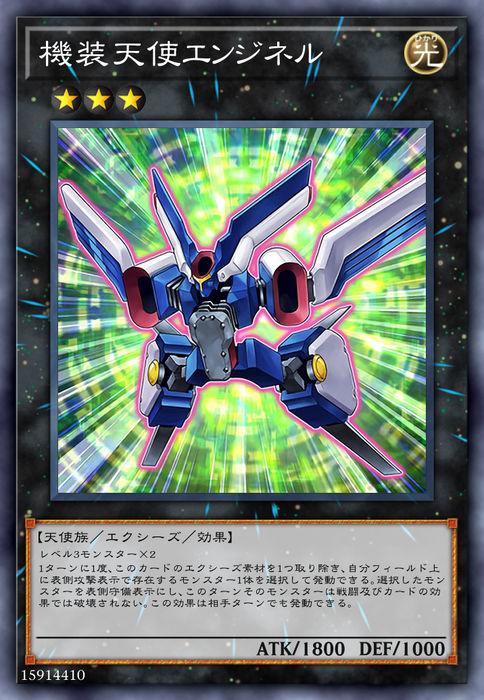 機装天使エンジネル
ひかり
光
【天使族／エクシーズ／効果】
レベル3モンスター×2
1ターンに1度、このカードのエクシーズ素材を1つ取り除き、自分フィールド上
に表側攻撃表示で存在するモンスター1体を選択して発動できる。選択したモン
スターを表側守備表示にし、このターンそのモンスターは戦闘及びカードの効
果では破壊されない。この効果は相手ターンでも発動できる。
ATK/1800 DEF/1000
15914410